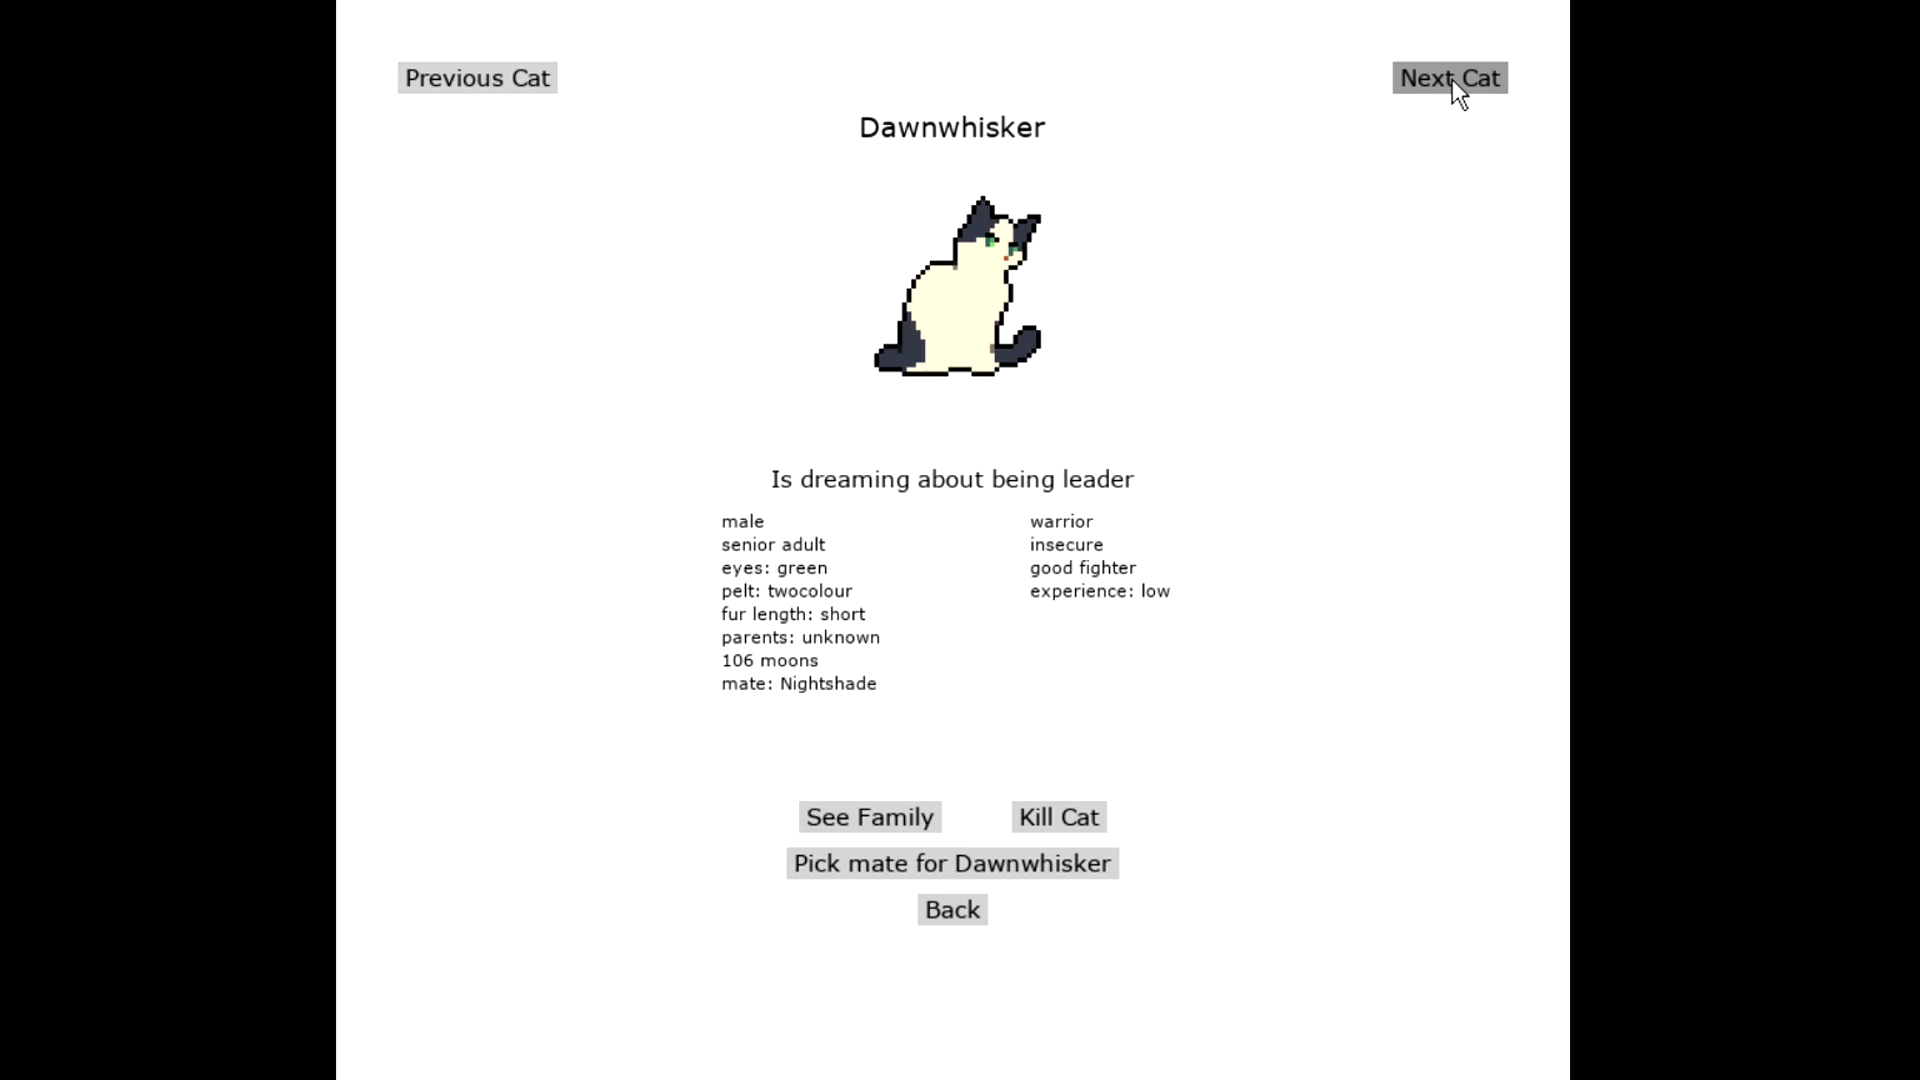 Previous Cat
Next Cat
Dawnwhisker
Is dreaming about being leader
male
senior adult
eyes: green
pelt: twocolour
fur length: short
parents: unknown
106 moons
mate: Nightshade
warrior
insecure
good fighter
experience: low
See Family
Kill Cat
Pick mate for Dawnwhisker
Back